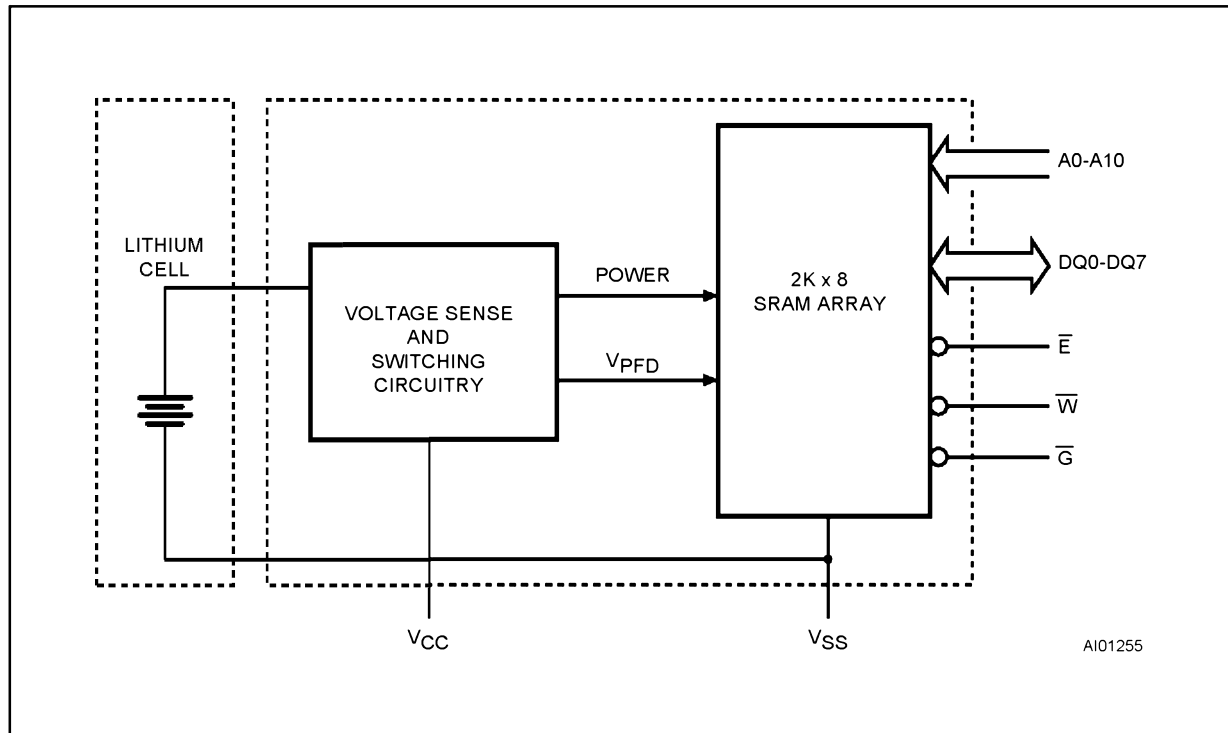 LITHIUM
CELL
VOLTAGE SENSE
AND
SWITCHING
CIRCUITRY
POWER
VPFD
2K x 8
SRAM ARRAY
A0-A10
DQ0-DQ7
E̅
W̅
G̅
VCC
VSS
AI01255